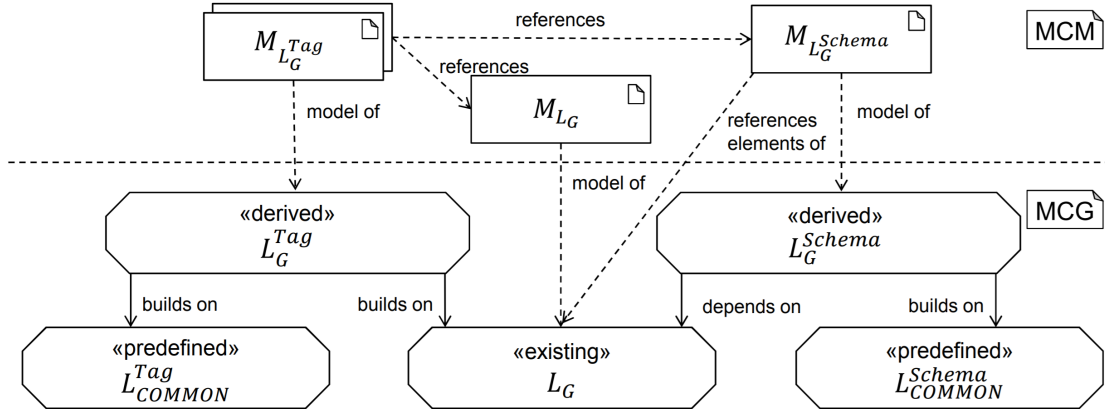 references
MCM
M_{L_G^{Tag}}
M_{L_G^{Schema}}
references
model of
M_{L_G}
references
elements of
model of
model of
«derived»
L_G^{Tag}
«derived»
L_G^{Schema}
MCG
builds on
builds on
depends on
builds on
«predefined»
L_{COMMON}^{Tag}
«existing»
L_G
«predefined»
L_{COMMON}^{Schema}